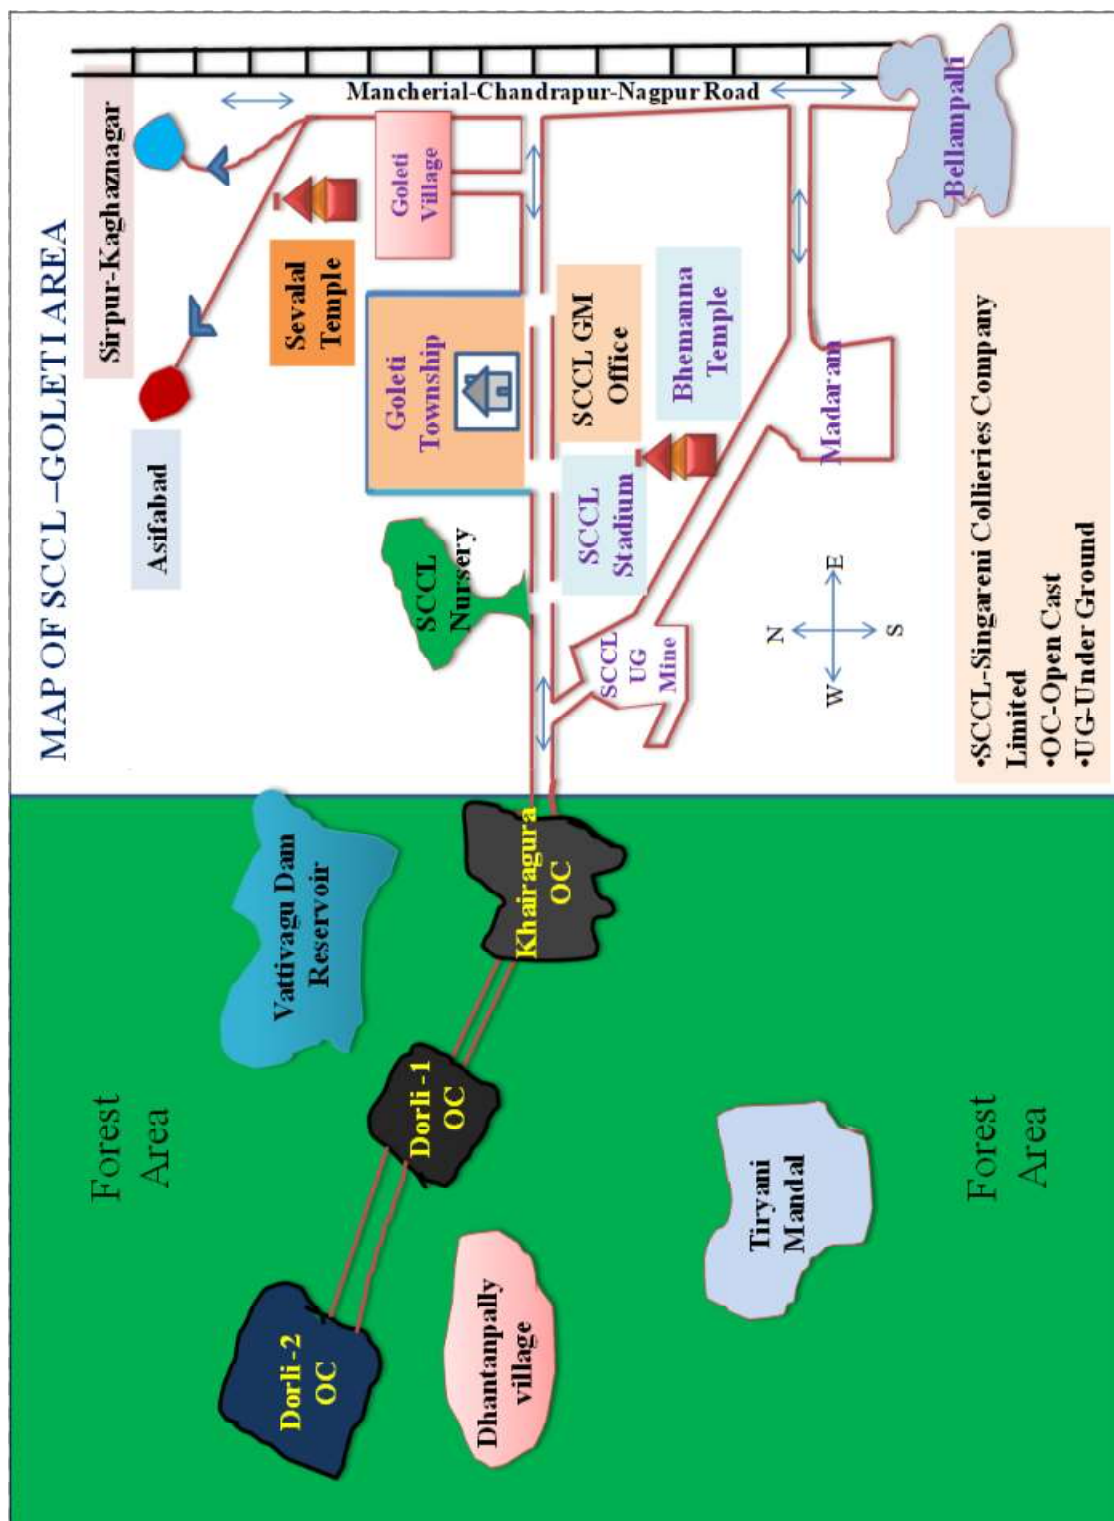 MAP OF SCCL –GOLETI AREA
Sirpur-Kaghaznagar
Asifabad
Mancherial-Chandrapur-Nagpur Road
Sevalal
Temple
Goleti
Village
Goleti
Township
SCCL
Nursery
SCCL GM
Office
SCCL
Stadium
Bhemanna
Temple
Madaram
Bellampalli
SCCL
UG
Mine
N
W
E
S
•SCCL-Singareni Collieries Company
Limited
•OC-Open Cast
•UG-Under Ground
Forest
Area
Vattivagu Dam
Reservoir
Khairagura
OC
Dorli -1
OC
Dorli -2
OC
Dhantanpally
village
Tiryani
Mandal
Forest
Area